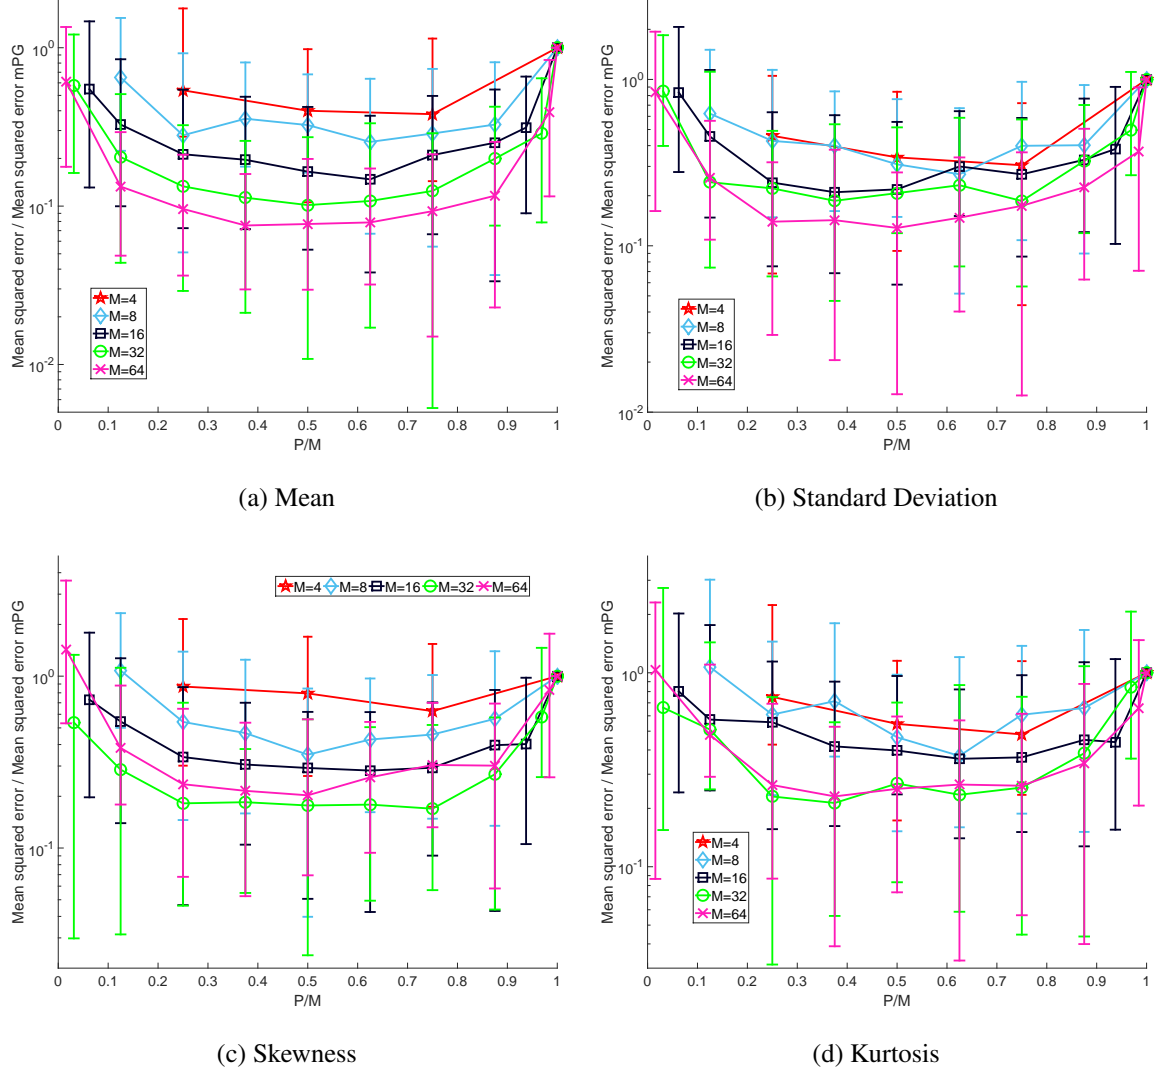 10^0
10^-1
10^-2
Mean squared error / Mean squared error mPG
M=4
M=8
M=16
M=32
M=64
0 0.1 0.2 0.3 0.4 0.5 0.6 0.7 0.8 0.9 1
P/M
(a) Mean
10^0
10^-1
10^-2
Mean squared error / Mean squared error mPG
M=4
M=8
M=16
M=32
M=64
0 0.1 0.2 0.3 0.4 0.5 0.6 0.7 0.8 0.9 1
P/M
(b) Standard Deviation
M=4 M=8 M=16 M=32 M=64
10^0
10^-1
Mean squared error / Mean squared error mPG
0 0.1 0.2 0.3 0.4 0.5 0.6 0.7 0.8 0.9 1
P/M
(c) Skewness
10^0
10^-1
Mean squared error / Mean squared error mPG
M=4
M=8
M=16
M=32
M=64
0 0.1 0.2 0.3 0.4 0.5 0.6 0.7 0.8 0.9 1
P/M
(d) Kurtosis